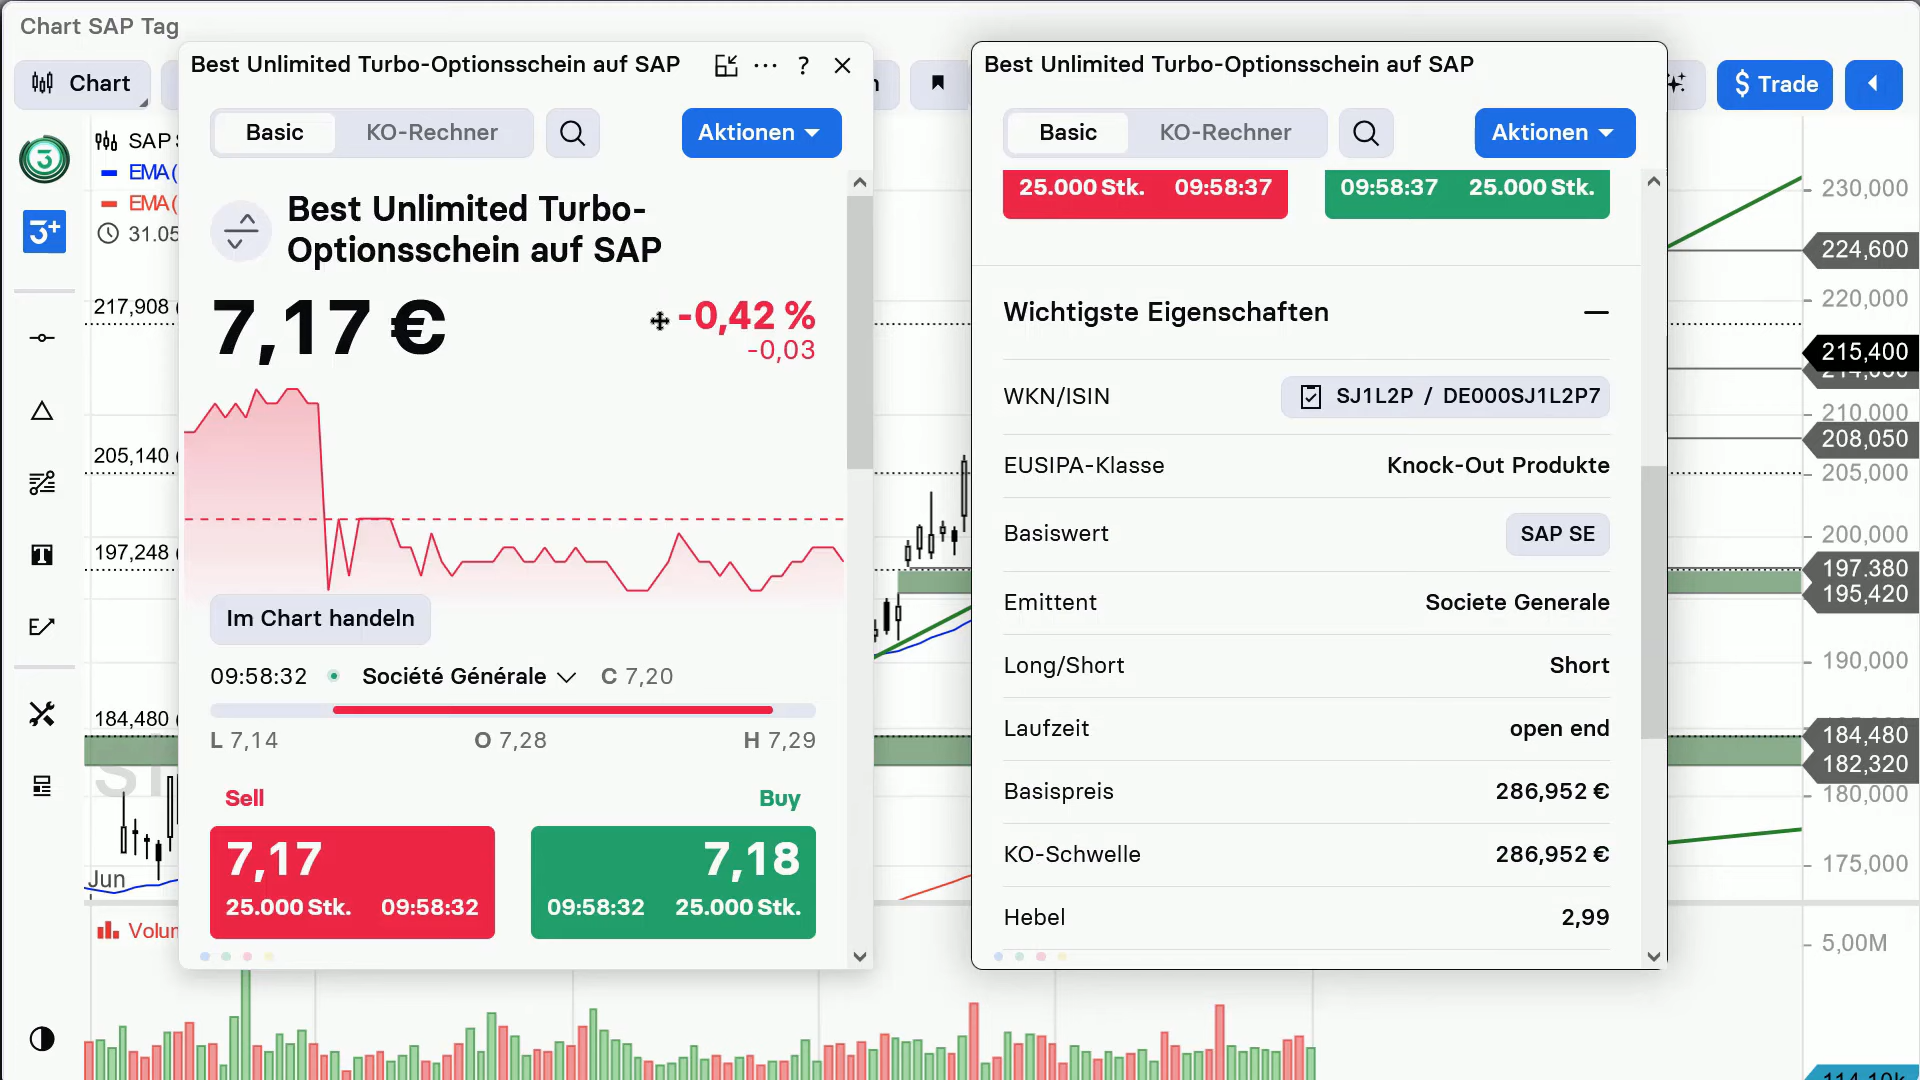 Chart SAP Tag
Chart
Trade
SAP S
EMA(
EMA(
31.05
217,908 (
205,140 (
197,248 (
184,480 (
Jun
Volun
Best Unlimited Turbo-Optionsschein auf SAP
?
Basic
KO-Rechner
Aktionen
Best Unlimited Turbo-
Optionsschein auf SAP
7,17 €
-0,42 %
-0,03
Im Chart handeln
09:58:32
Société Générale
C 7,20
L 7,14
O 7,28
H 7,29
Sell
Buy
7,17
7,18
25.000 Stk.
09:58:32
09:58:32
25.000 Stk.
Best Unlimited Turbo-Optionsschein auf SAP
Basic
KO-Rechner
Aktionen
25.000 Stk.
09:58:37
09:58:37
25.000 Stk.
Wichtigste Eigenschaften
WKN/ISIN
SJ1L2P / DE000SJ1L2P7
EUSIPA-Klasse
Knock-Out Produkte
Basiswert
SAP SE
Emittent
Societe Generale
Long/Short
Short
Laufzeit
open end
Basispreis
286,952 €
KO-Schwelle
286,952 €
Hebel
2,99
230,000
224,600
220,000
215,400
210,000
208,050
205,000
200,000
197.380
195,420
190,000
184,480
182,320
180,000
175,000
5,00M
3
3+